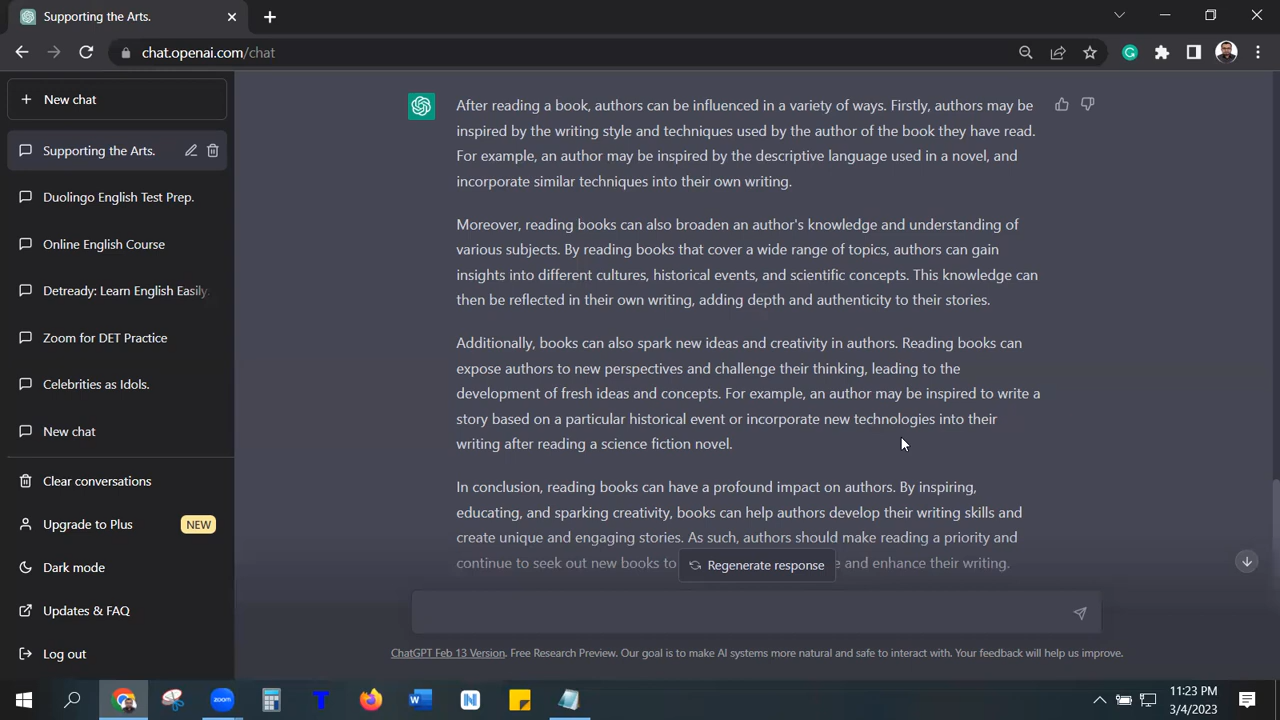 Supporting the Arts.
chat.openai.com/chat
New chat
Supporting the Arts.
Duolingo English Test Prep.
Online English Course
Detready: Learn English Easily
Zoom for DET Practice
Celebrities as Idols.
New chat
Clear conversations
Upgrade to Plus NEW
Dark mode
Updates & FAQ
Log out
After reading a book, authors can be influenced in a variety of ways. Firstly, authors may be
inspired by the writing style and techniques used by the author of the book they have read.
For example, an author may be inspired by the descriptive language used in a novel, and
incorporate similar techniques into their own writing.
Moreover, reading books can also broaden an author's knowledge and understanding of
various subjects. By reading books that cover a wide range of topics, authors can gain
insights into different cultures, historical events, and scientific concepts. This knowledge can
then be reflected in their own writing, adding depth and authenticity to their stories.
Additionally, books can also spark new ideas and creativity in authors. Reading books can
expose authors to new perspectives and challenge their thinking, leading to the
development of fresh ideas and concepts. For example, an author may be inspired to write a
story based on a particular historical event or incorporate new technologies into their
writing after reading a science fiction novel.
In conclusion, reading books can have a profound impact on authors. By inspiring,
educating, and sparking creativity, books can help authors develop their writing skills and
create unique and engaging stories. As such, authors should make reading a priority and
continue to seek out new books to and enhance their writing.
Regenerate response
ChatGPT Feb 13 Version. Free Research Preview. Our goal is to make AI systems more natural and safe to interact with. Your feedback will help us improve.
11:23 PM
3/4/2023